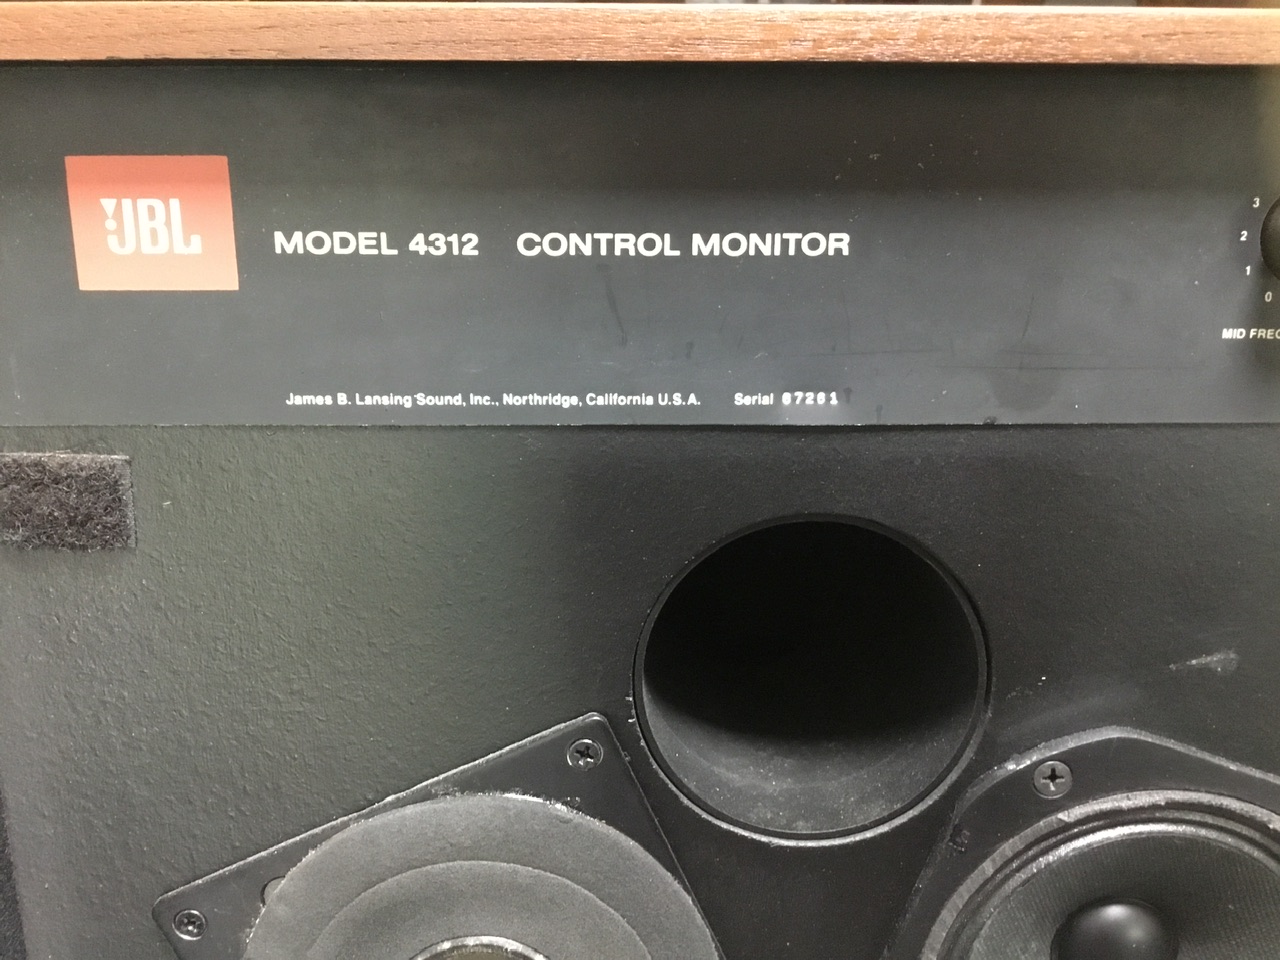 JBL
MODEL 4312 CONTROL MONITOR
3
2
1
0
MID FREQ
James B. Lansing Sound, Inc., Northridge, California U.S.A. Serial 67261